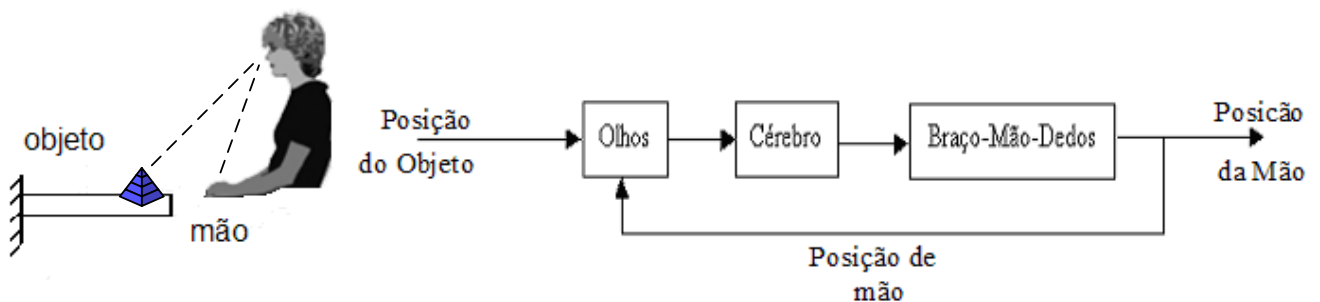 objeto
mão
Posição
do Objeto
Olhos
Cérebro
Braço-Mão-Dedos
Posicão
da Mão
Posição de
mão